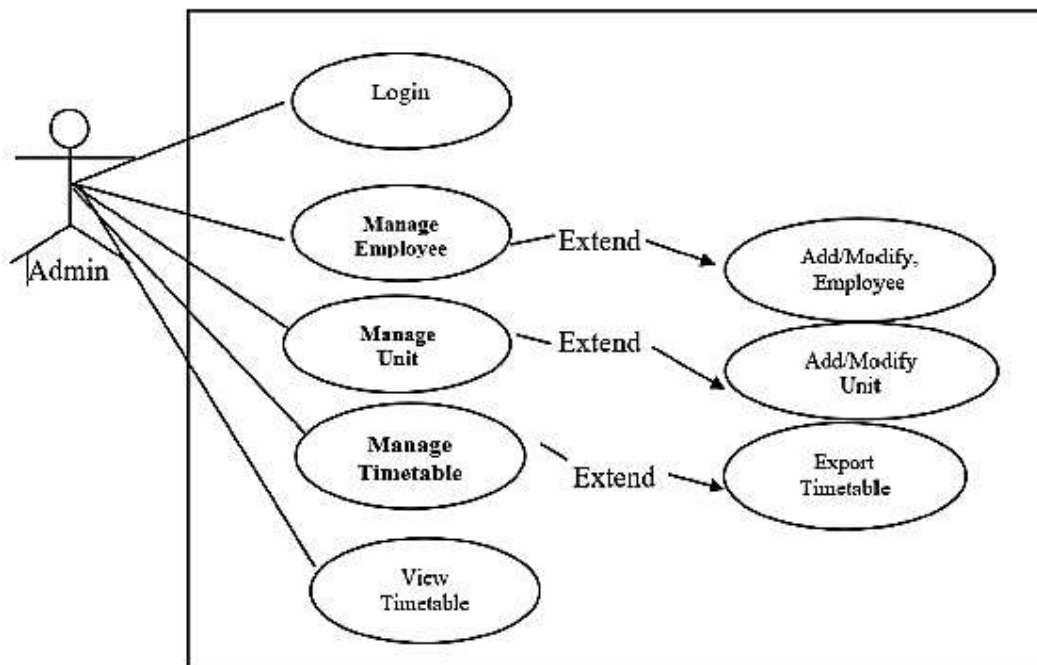 Login
Admin
Manage
Employee
Extend
Add/Modify,
Employee
Manage
Unit
Extend
Add/Modify
Unit
Manage
Timetable
Extend
Export
Timetable
View
Timetable